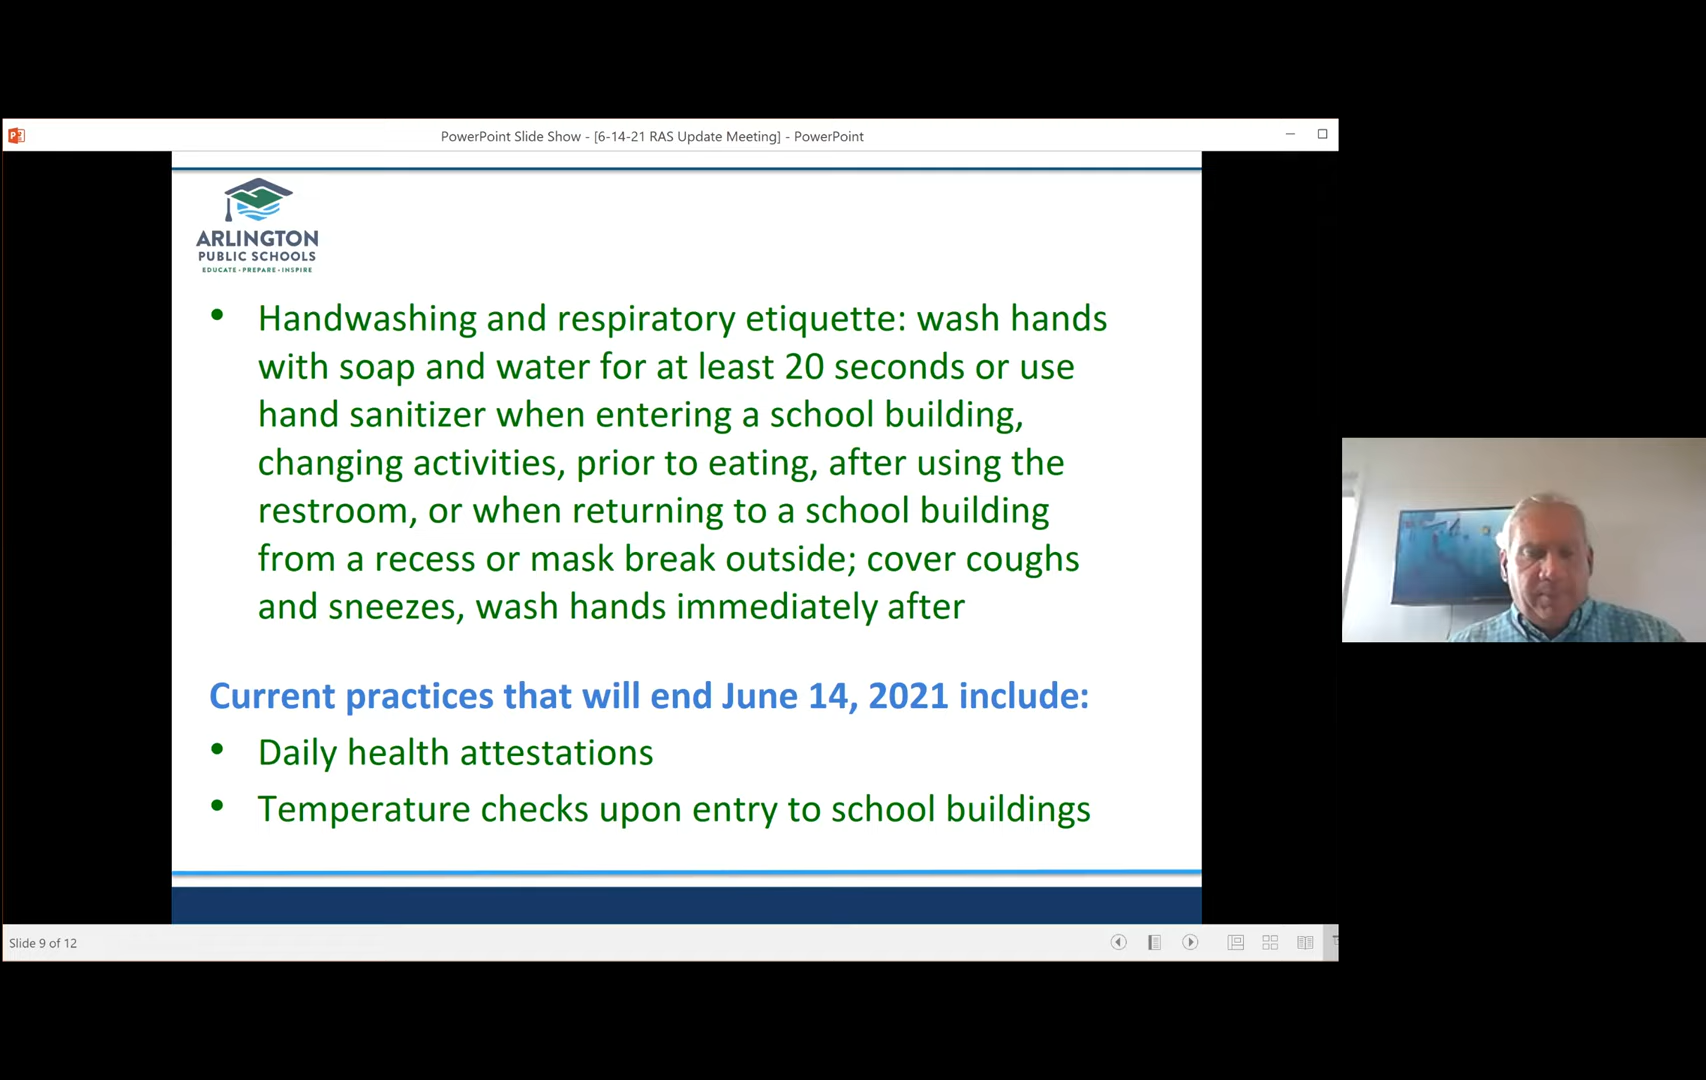 PowerPoint Slide Show - [6-14-21 RAS Update Meeting] - PowerPoint
ARLINGTON
PUBLIC SCHOOLS
EDUCATE • PREPARE • INSPIRE
• Handwashing and respiratory etiquette: wash hands
with soap and water for at least 20 seconds or use
hand sanitizer when entering a school building,
changing activities, prior to eating, after using the
restroom, or when returning to a school building
from a recess or mask break outside; cover coughs
and sneezes, wash hands immediately after
Current practices that will end June 14, 2021 include:
• Daily health attestations
• Temperature checks upon entry to school buildings
Slide 9 of 12